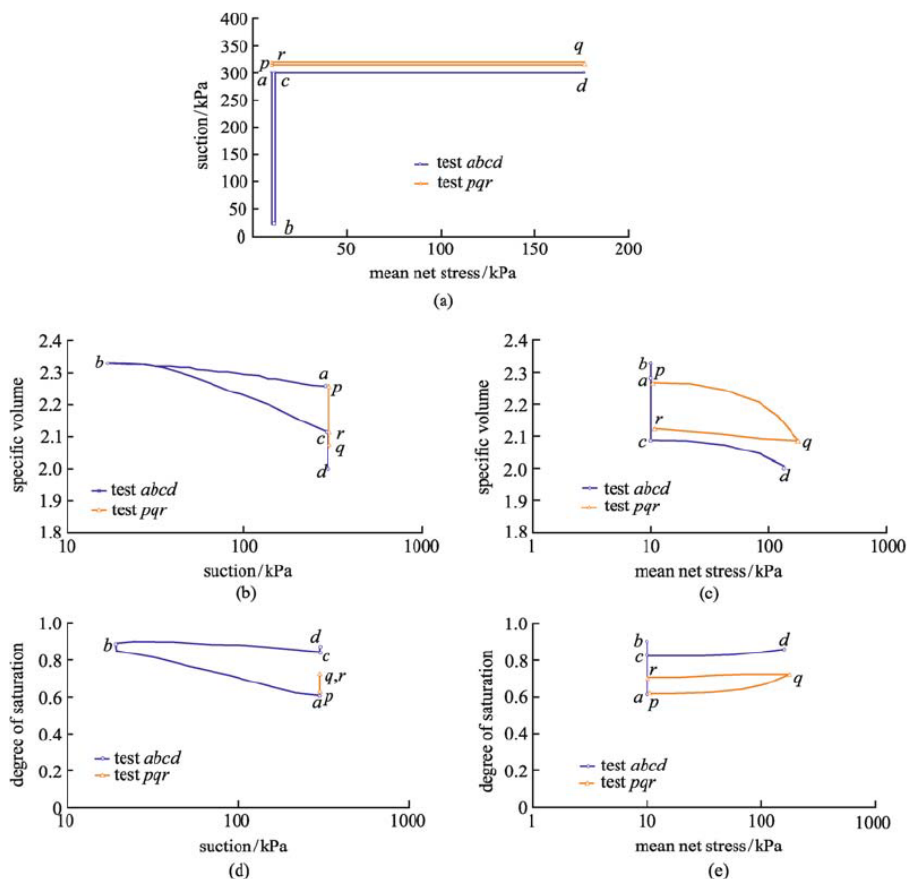 400
350
300
250
200
150
100
50
0
suction/kPa
p r q
a c d
b
test abcd
test pqr
50 100 150 200
mean net stress/kPa
(a)
2.4
2.3
2.2
2.1
2.0
1.9
1.8
specific volume
b
a
p
c r
q
d
test abcd
test pqr
10 100 1000
suction/kPa
(b)
2.4
2.3
2.2
2.1
2.0
1.9
1.8
specific volume
b
p
a
r
c
q
d
test abcd
test pqr
1 10 100 1000
mean net stress/kPa
(c)
1.0
0.8
0.6
0.4
0.2
0
degree of saturation
b
d
c
q,r
p
a
test abcd
test pqr
10 100 1000
suction/kPa
(d)
1.0
0.8
0.6
0.4
0.2
0
degree of saturation
b
d
c
r
q
a p
test abcd
test pqr
1 10 100 1000
mean net stress/kPa
(e)